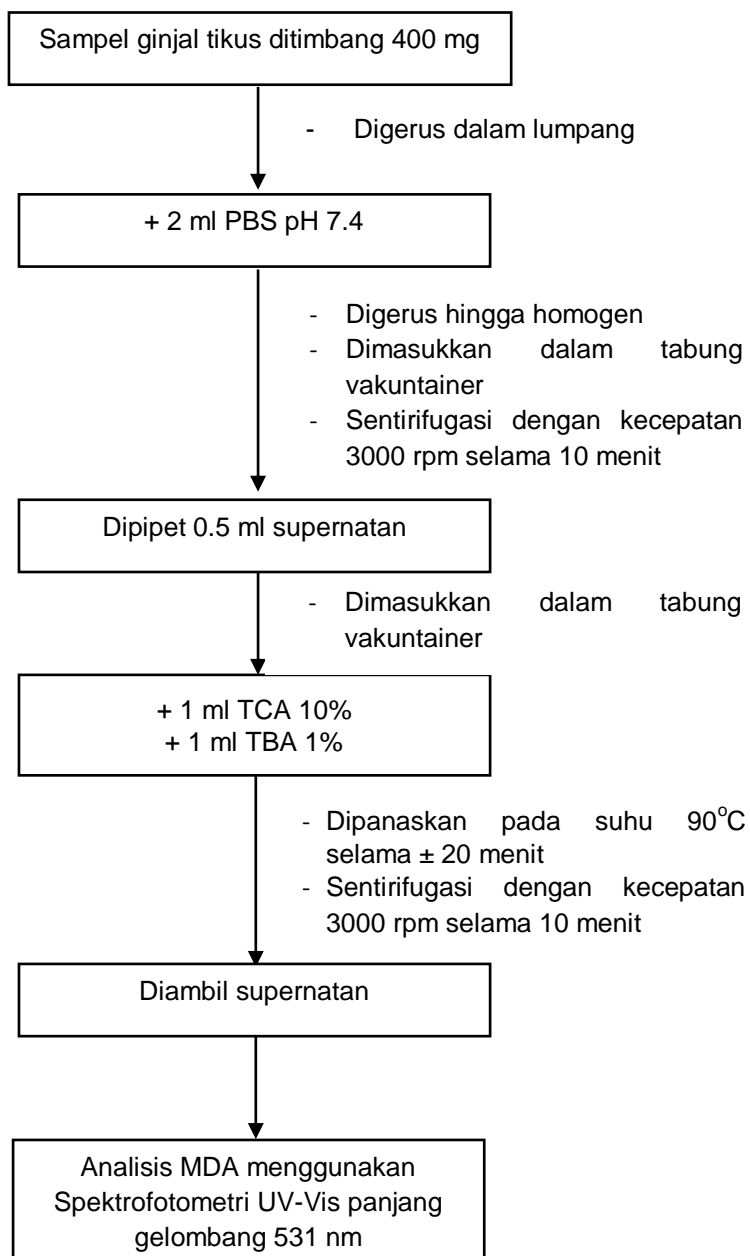 Sampel ginjal tikus ditimbang 400 mg
- Digerus dalam lumpang
+ 2 ml PBS pH 7.4
- Digerus hingga homogen
- Dimasukkan dalam tabung
vakuntainer
- Sentirifugasi dengan kecepatan
3000 rpm selama 10 menit
Dipipet 0.5 ml supernatan
- Dimasukkan dalam tabung
vakuntainer
+ 1 ml TCA 10%
+ 1 ml TBA 1%
- Dipanaskan pada suhu 90°C
selama ± 20 menit
- Sentirifugasi dengan kecepatan
3000 rpm selama 10 menit
Diambil supernatan
Analisis MDA menggunakan
Spektrofotometri UV-Vis panjang
gelombang 531 nm